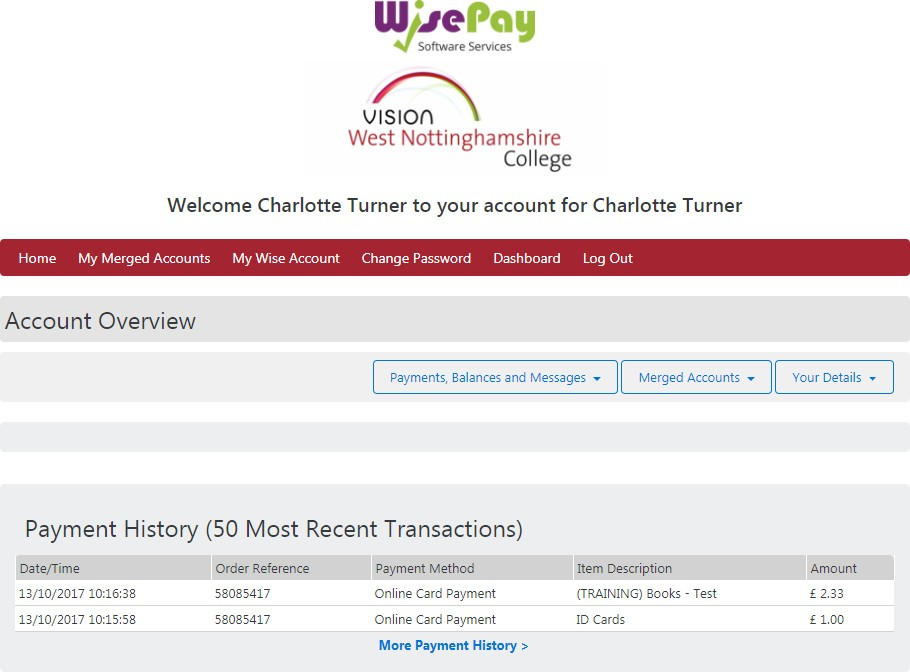 WisePay
Software Services
VISION
West Nottinghamshire
College
Welcome Charlotte Turner to your account for Charlotte Turner
Home My Merged Accounts My Wise Account Change Password Dashboard Log Out
Account Overview
Payments, Balances and Messages Merged Accounts Your Details
Payment History (50 Most Recent Transactions)
Date/Time Order Reference Payment Method Item Description Amount
13/10/2017 10:16:38 58085417 Online Card Payment (TRAINING) Books - Test £ 2.33
13/10/2017 10:15:58 58085417 Online Card Payment ID Cards £ 1.00
More Payment History >